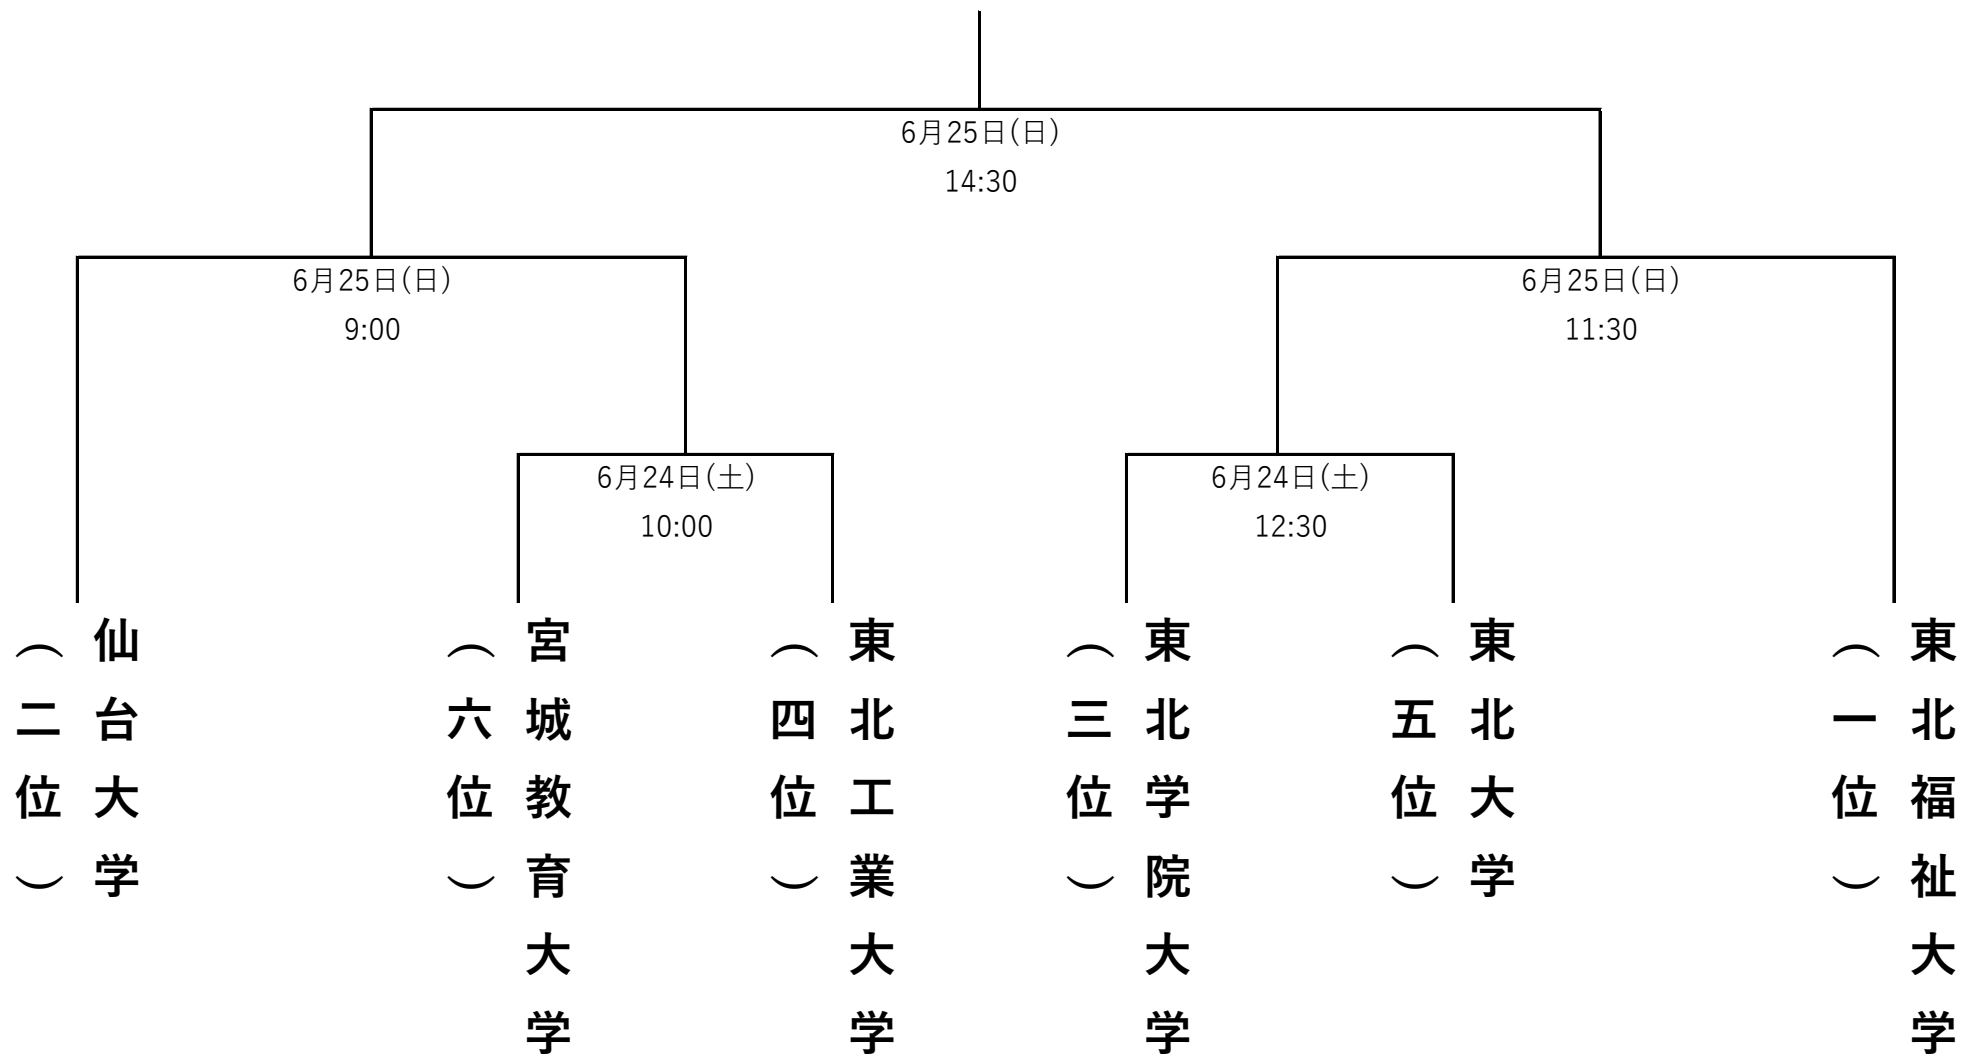 6月25日(日)
14:30
6月25日(日)
9:00
6月25日(日)
11:30
6月24日(土)
10:00
6月24日(土)
12:30
仙台大学
（二位）
宮城教育大学
（六位）
東北工業大学
（四位）
東北学院大学
（三位）
東北大学
（五位）
東北福祉大学
（一位）